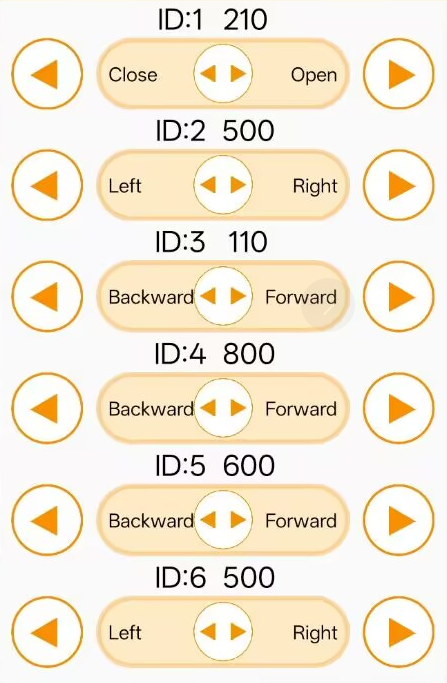 ID:1 210
Close Open
ID:2 500
Left Right
ID:3 110
Backward Forward
ID:4 800
Backward Forward
ID:5 600
Backward Forward
ID:6 500
Left Right